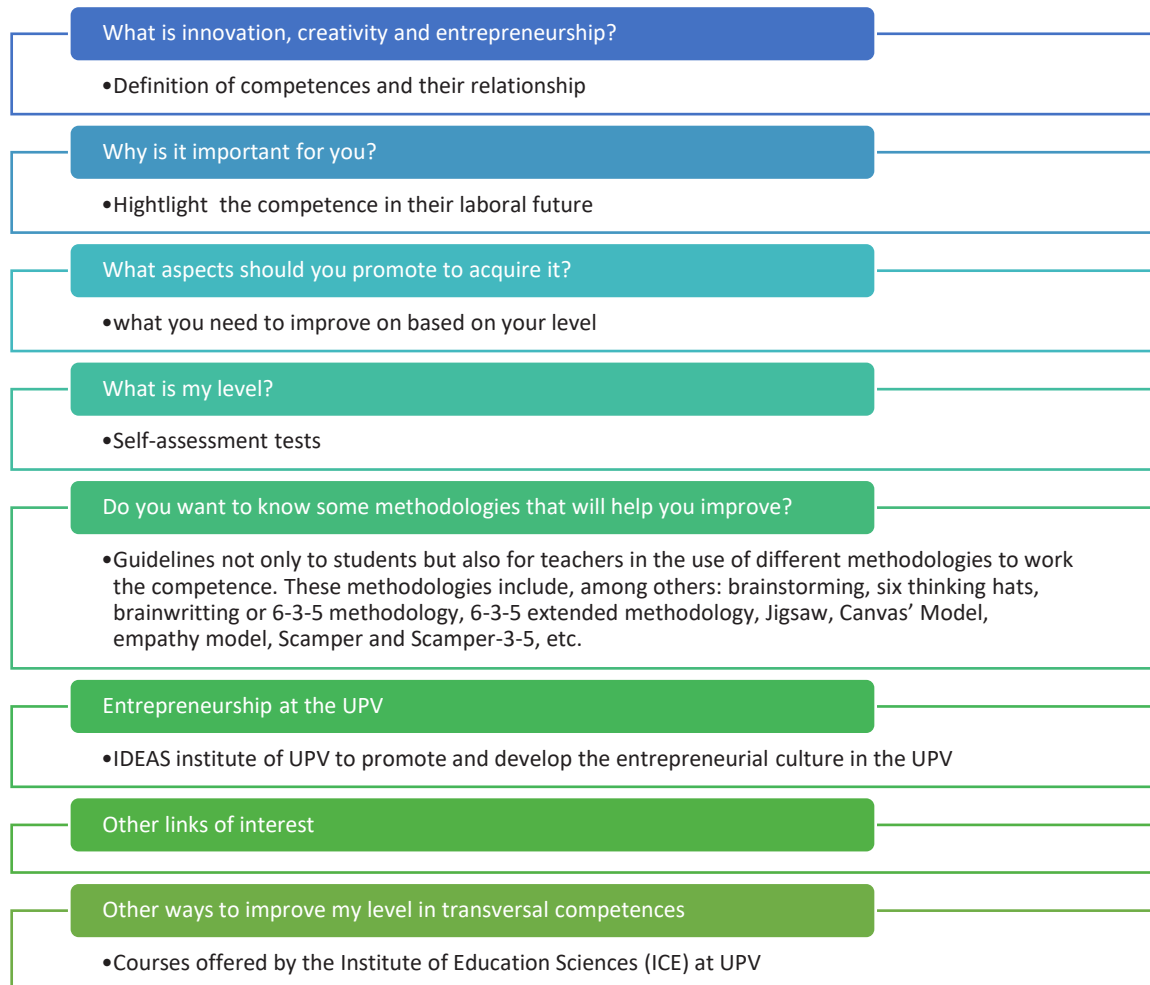 What is innovation, creativity and entrepreneurship?
•Definition of competences and their relationship
Why is it important for you?
•Hightlight the competence in their laboral future
What aspects should you promote to acquire it?
•what you need to improve on based on your level
What is my level?
•Self-assessment tests
Do you want to know some methodologies that will help you improve?
•Guidelines not only to students but also for teachers in the use of different methodologies to work
the competence. These methodologies include, among others: brainstorming, six thinking hats,
brainwritting or 6-3-5 methodology, 6-3-5 extended methodology, Jigsaw, Canvas’ Model,
empathy model, Scamper and Scamper-3-5, etc.
Entrepreneurship at the UPV
•IDEAS institute of UPV to promote and develop the entrepreneurial culture in the UPV
Other links of interest
Other ways to improve my level in transversal competences
•Courses offered by the Institute of Education Sciences (ICE) at UPV